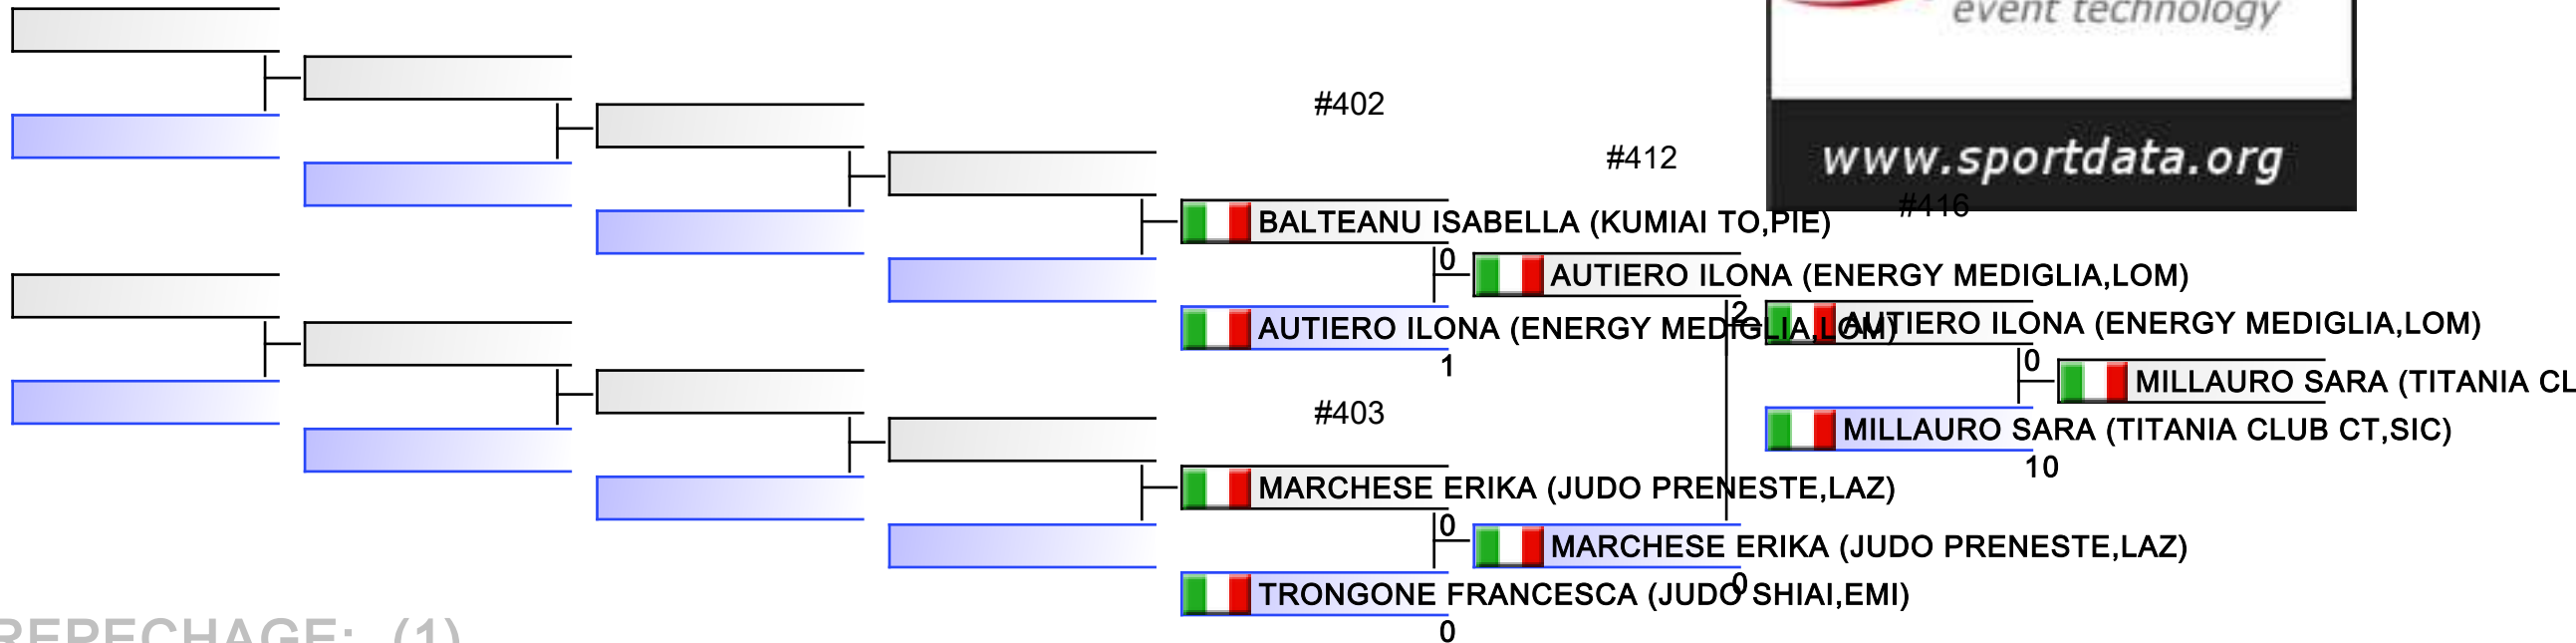 event technology
#402
#412
www.sportdata.org
#416
BALTEANU ISABELLA (KUMIAI TO,PIE)
0
AUTIERO ILONA (ENERGY MEDIGLIA,LOM)
2
AUTIERO ILONA (ENERGY MEDIGLIA,LOM)
AUTIERO ILONA (ENERGY MEDIGLIA,LOM)
1
0
MILLAURO SARA (TITANIA CL
#403
MILLAURO SARA (TITANIA CLUB CT,SIC)
10
MARCHESE ERIKA (JUDO PRENESTE,LAZ)
0
MARCHESE ERIKA (JUDO PRENESTE,LAZ)
0
TRONGONE FRANCESCA (JUDO SHIAI,EMI)
0
REPECHAGE: (1)